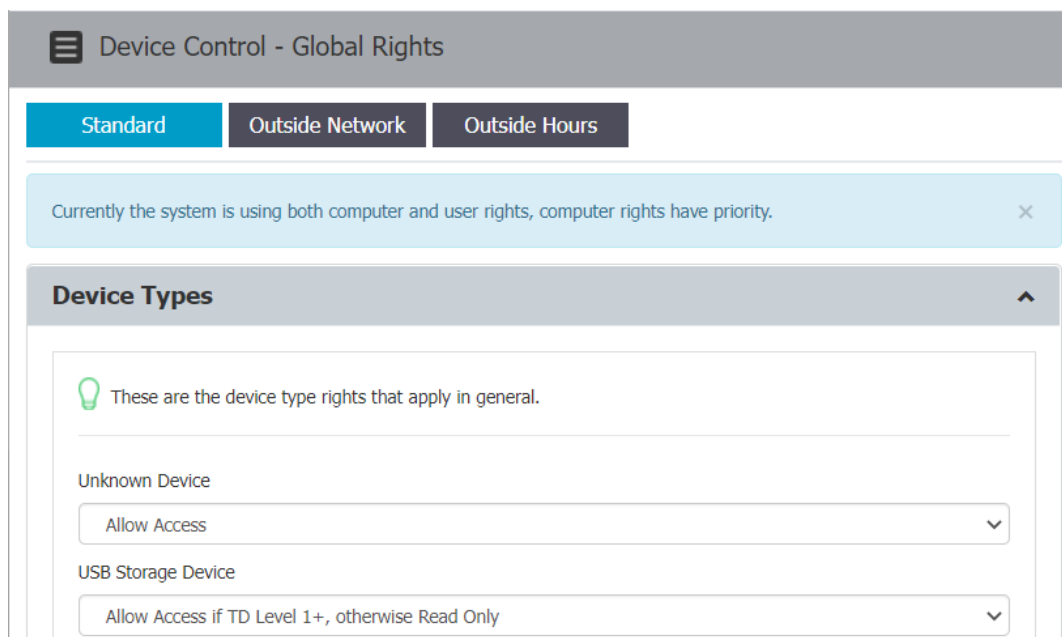 Device Control - Global Rights
Standard
Outside Network
Outside Hours
Currently the system is using both computer and user rights, computer rights have priority.
Device Types
These are the device type rights that apply in general.
Unknown Device
Allow Access
USB Storage Device
Allow Access if TD Level 1+, otherwise Read Only